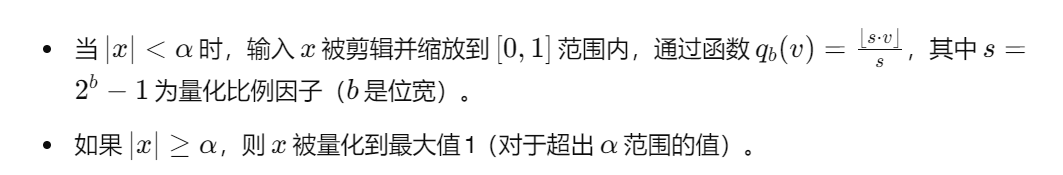 • 当 |x| < α 时，输入 x 被剪辑并缩放到 [0, 1] 范围内，通过函数 q_b(v) = ⌊s·v⌋/s，其中 s =
2^b − 1 为量化比例因子（b 是位宽）。
• 如果 |x| ≥ α，则 x 被量化到最大值 1（对于超出 α 范围的值）。